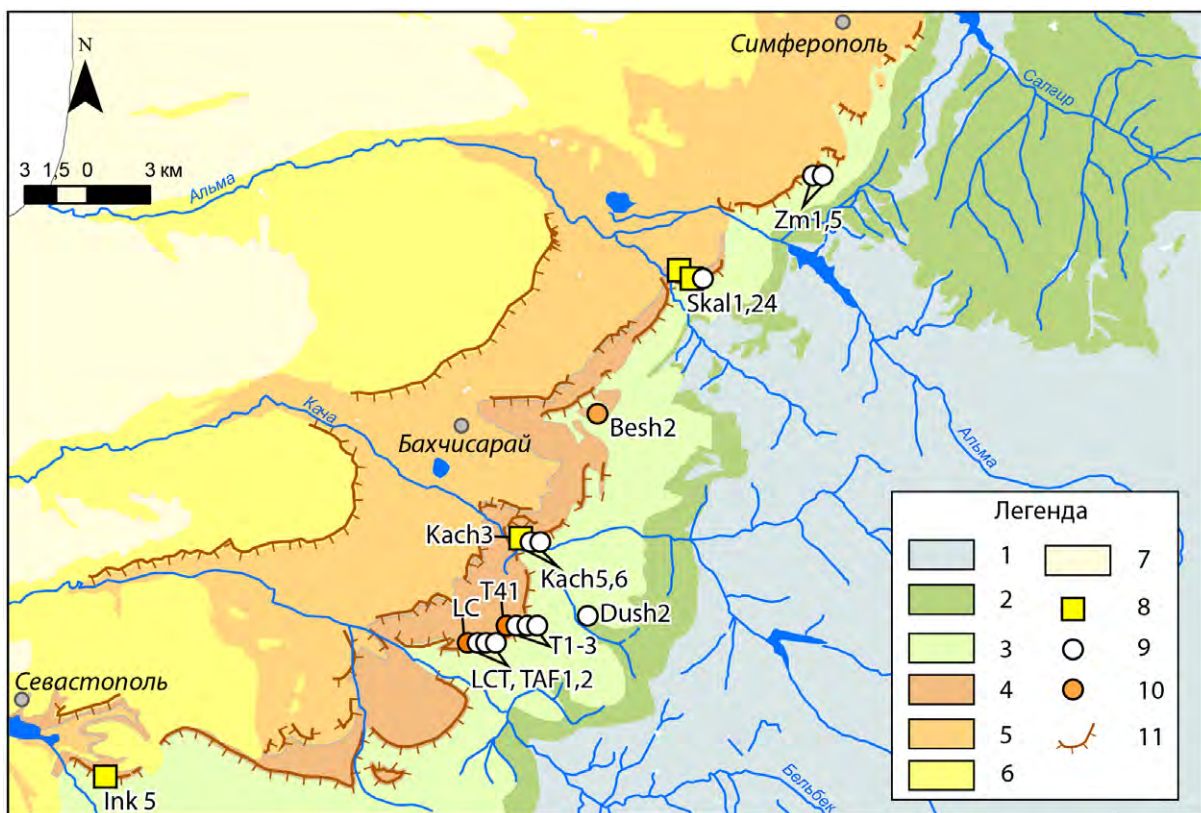 Симферополь
N
Салгир
3 1,5 0 3 км
Альма
Zm1,5
Skal1,24
Кача
Besh2
Бахчисарай
Альма
Легенда
Kach3
1
7
Kach5,6
2
8
T41
LC
Dush2
3
9
T1-3
LCT, TAF1,2
4
10
Севастополь
5
11
6
Ink 5
Бельбек